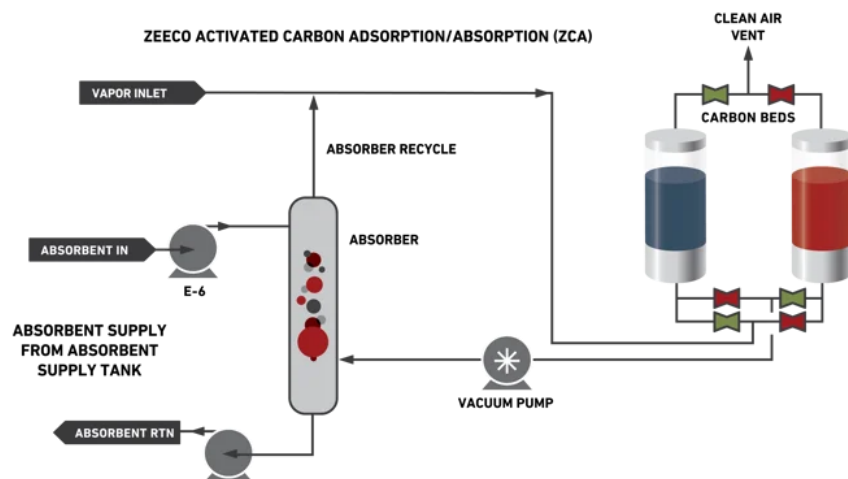 ZEECO ACTIVATED CARBON ADSORPTION/ABSORPTION (ZCA)
CLEAN AIR
VENT
VAPOR INLET
CARBON BEDS
ABSORBER RECYCLE
ABSORBER
ABSORBENT IN
E-6
ABSORBENT SUPPLY
FROM ABSORBENT
SUPPLY TANK
VACUUM PUMP
ABSORBENT RTN